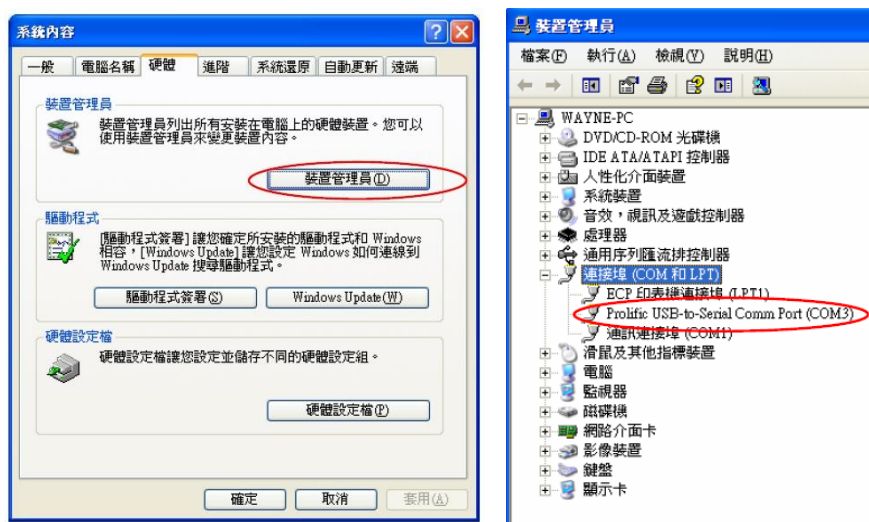 系統內容
一般 電腦名稱 硬體 進階 系統還原 自動更新 遠端
裝置管理員
裝置管理員列出所有安裝在電腦上的硬體裝置。您可以
使用裝置管理員來變更裝置內容。
裝置管理員(D)
驅動程式
[驅動程式簽署] 讓您確定所安裝的驅動程式和 Windows
相容，[Windows Update] 讓您設定 Windows 如何連線到
Windows Update 搜尋驅動程式。
驅動程式簽署(S) Windows Update(W)
硬體設定檔
硬體設定檔讓您設定並儲存不同的硬體設定組。
硬體設定檔(P)
確定 取消 套用(A)
裝置管理員
檔案(F) 執行(A) 檢視(V) 說明(H)
WAYNE-PC
DVD/CD-ROM 光碟機
IDE ATA/ATAPI 控制器
人性化介面裝置
系統裝置
音效，視訊及遊戲控制器
處理器
通用序列匯流排控制器
連接埠 (COM 和 LPT)
ECP 印表機連接埠 (LPT1)
Prolific USB-to-Serial Comm Port (COM3)
通訊連接埠 (COM1)
滑鼠及其他指標裝置
電腦
監視器
磁碟機
網路介面卡
影像裝置
鍵盤
顯示卡